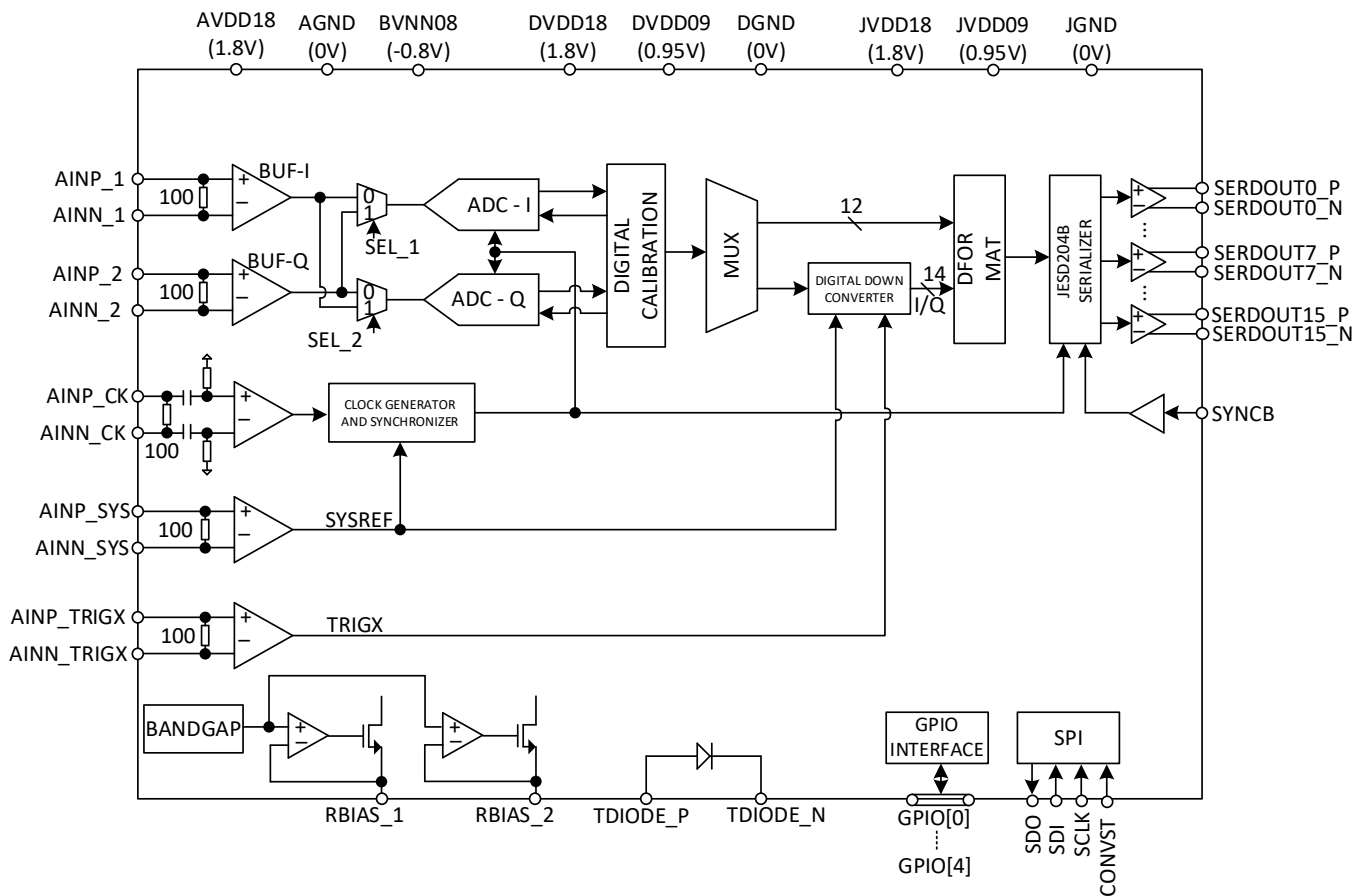 AVDD18
(1.8V)
AGND
(0V)
BVNN08
(-0.8V)
DVDD18
(1.8V)
DVDD09
(0.95V)
DGND
(0V)
JVDD18
(1.8V)
JVDD09
(0.95V)
JGND
(0V)
AINP_1
AINN_1
100
+
−
BUF-I
0
1
SEL_1
ADC - I
AINP_2
AINN_2
100
+
−
BUF-Q
0
1
SEL_2
ADC - Q
DIGITAL
CALIBRATION
MUX
12
DIGITAL DOWN
CONVERTER
14
I/Q
DFOR
MAT
JESD204B
SERIALIZER
+
−
SERDOUT0_P
SERDOUT0_N
...
+
−
SERDOUT7_P
SERDOUT7_N
...
+
−
SERDOUT15_P
SERDOUT15_N
AINP_CK
AINN_CK
100
+
−
CLOCK GENERATOR
AND SYNCHRONIZER
SYNCB
AINP_SYS
AINN_SYS
100
+
−
SYSREF
AINP_TRIGX
AINN_TRIGX
100
+
−
TRIGX
BANDGAP
+
−
RBIAS_1
+
−
RBIAS_2
TDIODE_P
TDIODE_N
GPIO
INTERFACE
GPIO[0]
GPIO[4]
SPI
SDO
SDI
SCLK
CONVST